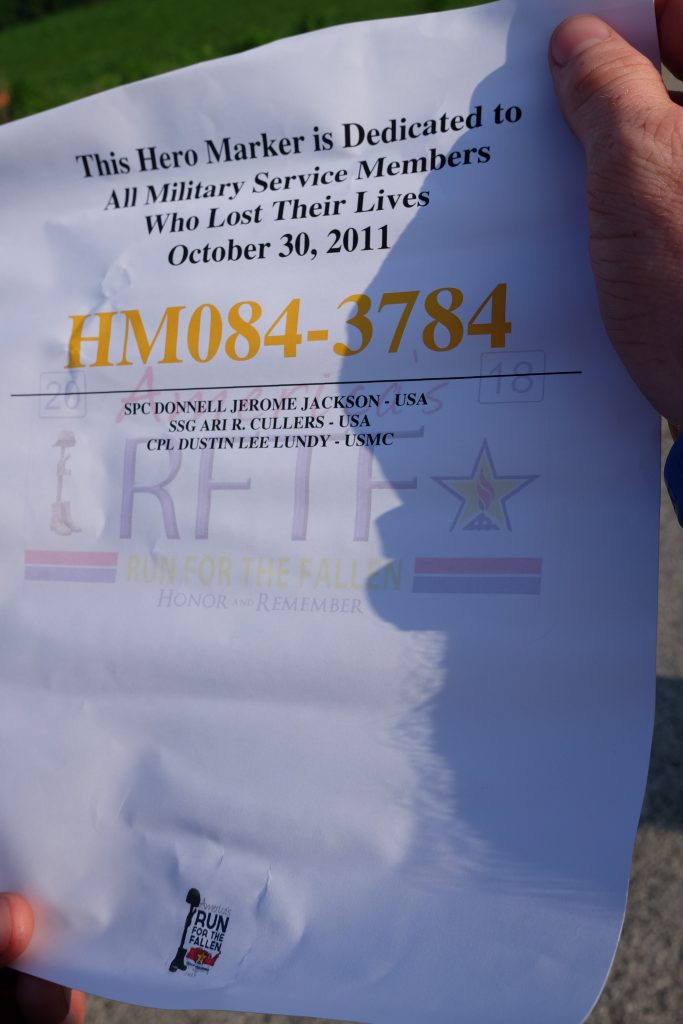 This Hero Marker is Dedicated to
All Military Service Members
Who Lost Their Lives
October 30, 2011
HM084-3784
20 America's 18
SPC DONNELL JEROME JACKSON - USA
SSG ARI R. CULLERS - USA
CPL DUSTIN LEE LUNDY - USMC
RFTF
RUN FOR THE FALLEN
HONOR AND REMEMBER
America's
RUN
FOR THE
FALLEN